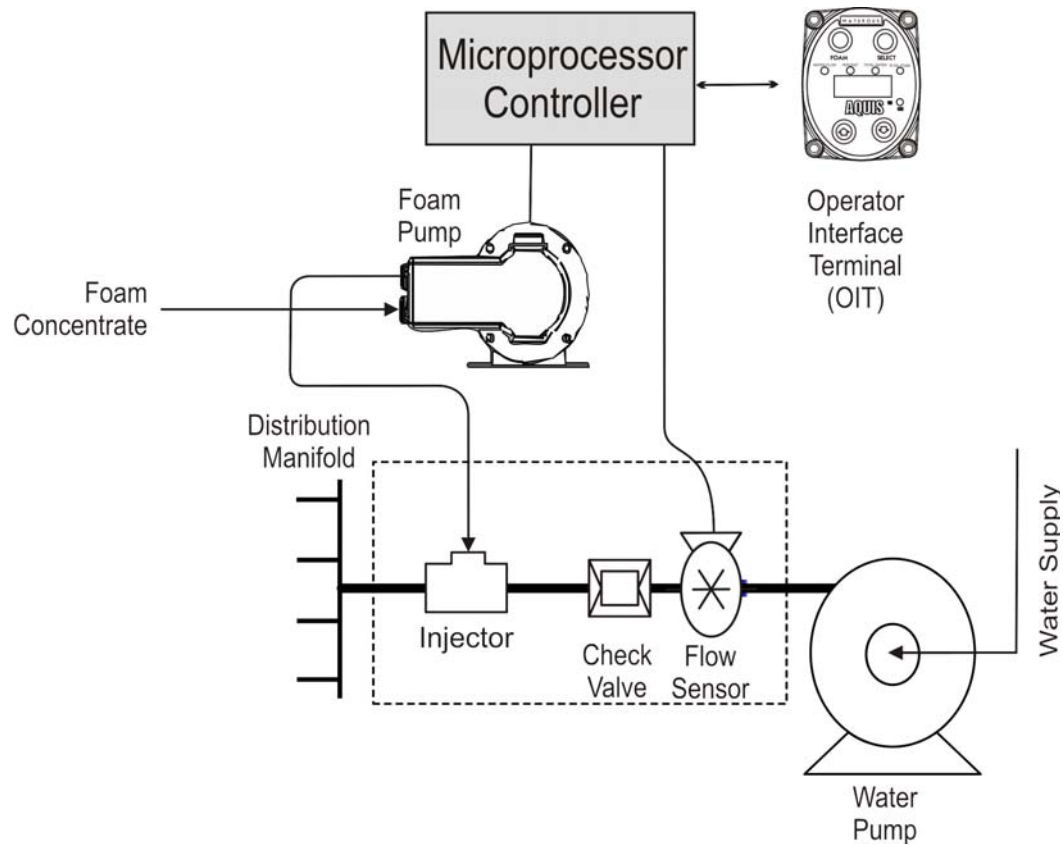 Microprocessor
Controller
WATEROUS
FOAM
SELECT
AQUIS
Operator
Interface
Terminal
(OIT)
Foam
Pump
Foam
Concentrate
Distribution
Manifold
Injector
Check
Valve
Flow
Sensor
Water Supply
Water
Pump